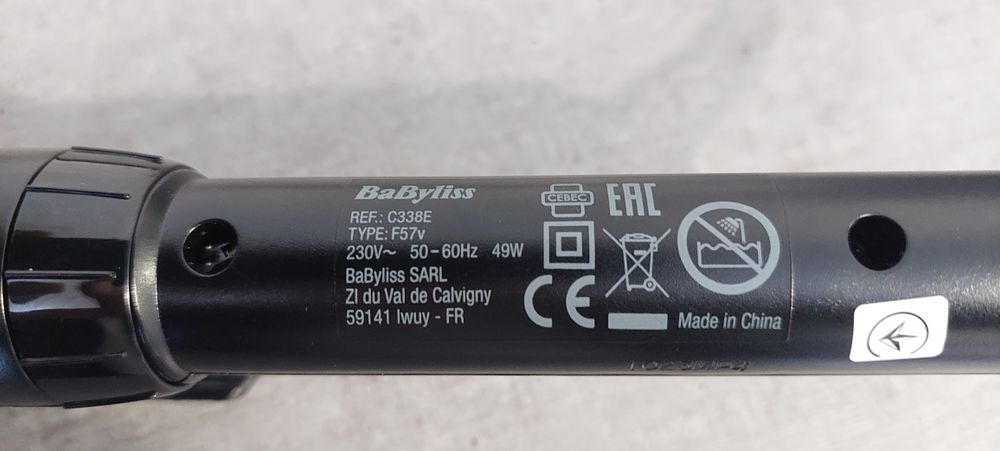 BaByliss
REF.: C338E
TYPE: F57v
230V~ 50-60Hz 49W
BaByliss SARL
ZI du Val de Calvigny
59141 Iwuy - FR
CEBEC
EAC
CE
Made in China